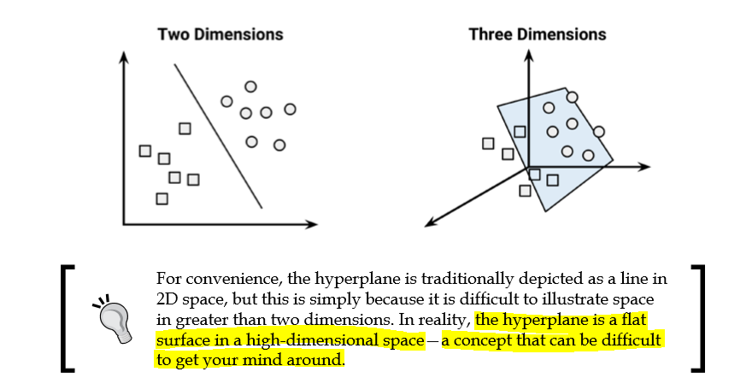 Two Dimensions
Three Dimensions
For convenience, the hyperplane is traditionally depicted as a line in
2D space, but this is simply because it is difficult to illustrate space
in greater than two dimensions. In reality, the hyperplane is a flat
surface in a high-dimensional space—a concept that can be difficult
to get your mind around.